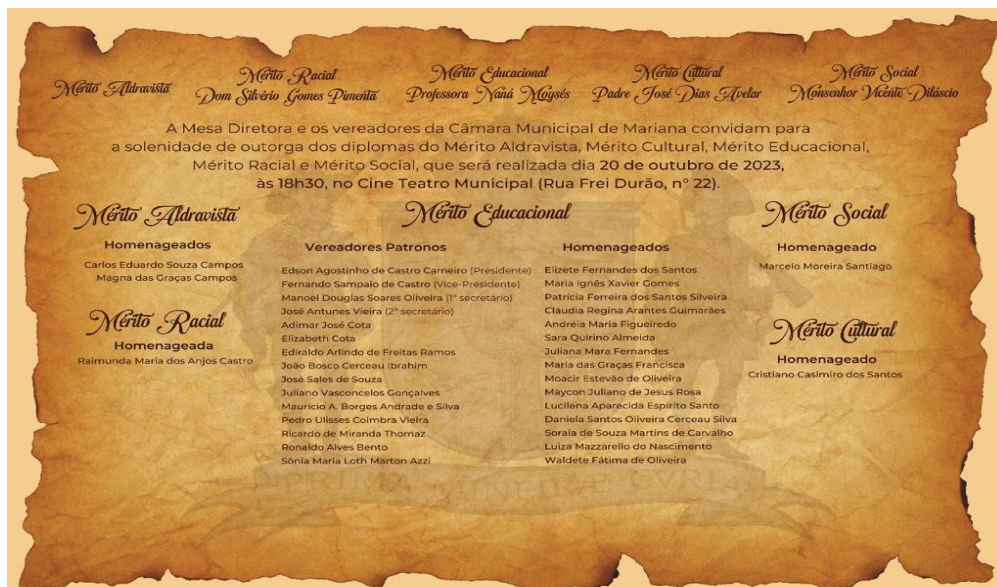 Mérito Aldravista
Mérito Racial
Dom Silvério Gomes Pimenta
Mérito Educacional
Professora Naná Moysés
Mérito Cultural
Padre José Dias Avelar
Mérito Social
Monsenhor Vicente Diláscio
A Mesa Diretora e os vereadores da Câmara Municipal de Mariana convidam para
a solenidade de outorga dos diplomas do Mérito Aldravista, Mérito Cultural, Mérito Educacional,
Mérito Racial e Mérito Social, que será realizada dia 20 de outubro de 2023,
às 18h30, no Cine Teatro Municipal (Rua Frei Durão, nº 22).
Mérito Aldravista
Homenageados
Carlos Eduardo Souza Campos
Magna das Graças Campos
Mérito Racial
Homenageada
Raimunda Maria dos Anjos Castro
Mérito Educacional
Vereadores Patronos
Edson Agostinho de Castro Carneiro (Presidente)
Fernando Sampaio de Castro (Vice-Presidente)
Manoel Douglas Soares Oliveira (1º secretário)
José Antunes Vieira (2º secretário)
Adimar José Cota
Elizabeth Cota
Ediraldo Arlindo de Freitas Ramos
João Bosco Cerceau Ibrahim
José Sales de Souza
Juliano Vasconcelos Gonçalves
Maurício A. Borges Andrade e Silva
Pedro Ulisses Coimbra Vieira
Ricardo de Miranda Thomaz
Ronaldo Alves Bento
Sônia Maria Loth Marton Azzi
Homenageados
Elizete Fernandes dos Santos
Maria Ignês Xavier Gomes
Patrícia Ferreira dos Santos Silveira
Cláudia Regina Arantes Guimarães
Andréia Maria Figueiredo
Sara Quirino Almeida
Juliana Mara Fernandes
Maria das Graças Francisca
Moacir Estevão de Oliveira
Maycon Juliano de Jesus Rosa
Lucilena Aparecida Espírito Santo
Daniela Santos Oliveira Cerceau Silva
Soraia de Souza Martins de Carvalho
Luiza Mazzarello do Nascimento
Waldete Fátima de Oliveira
Mérito Social
Homenageado
Marcelo Moreira Santiago
Mérito Cultural
Homenageado
Cristiano Casimiro dos Santos